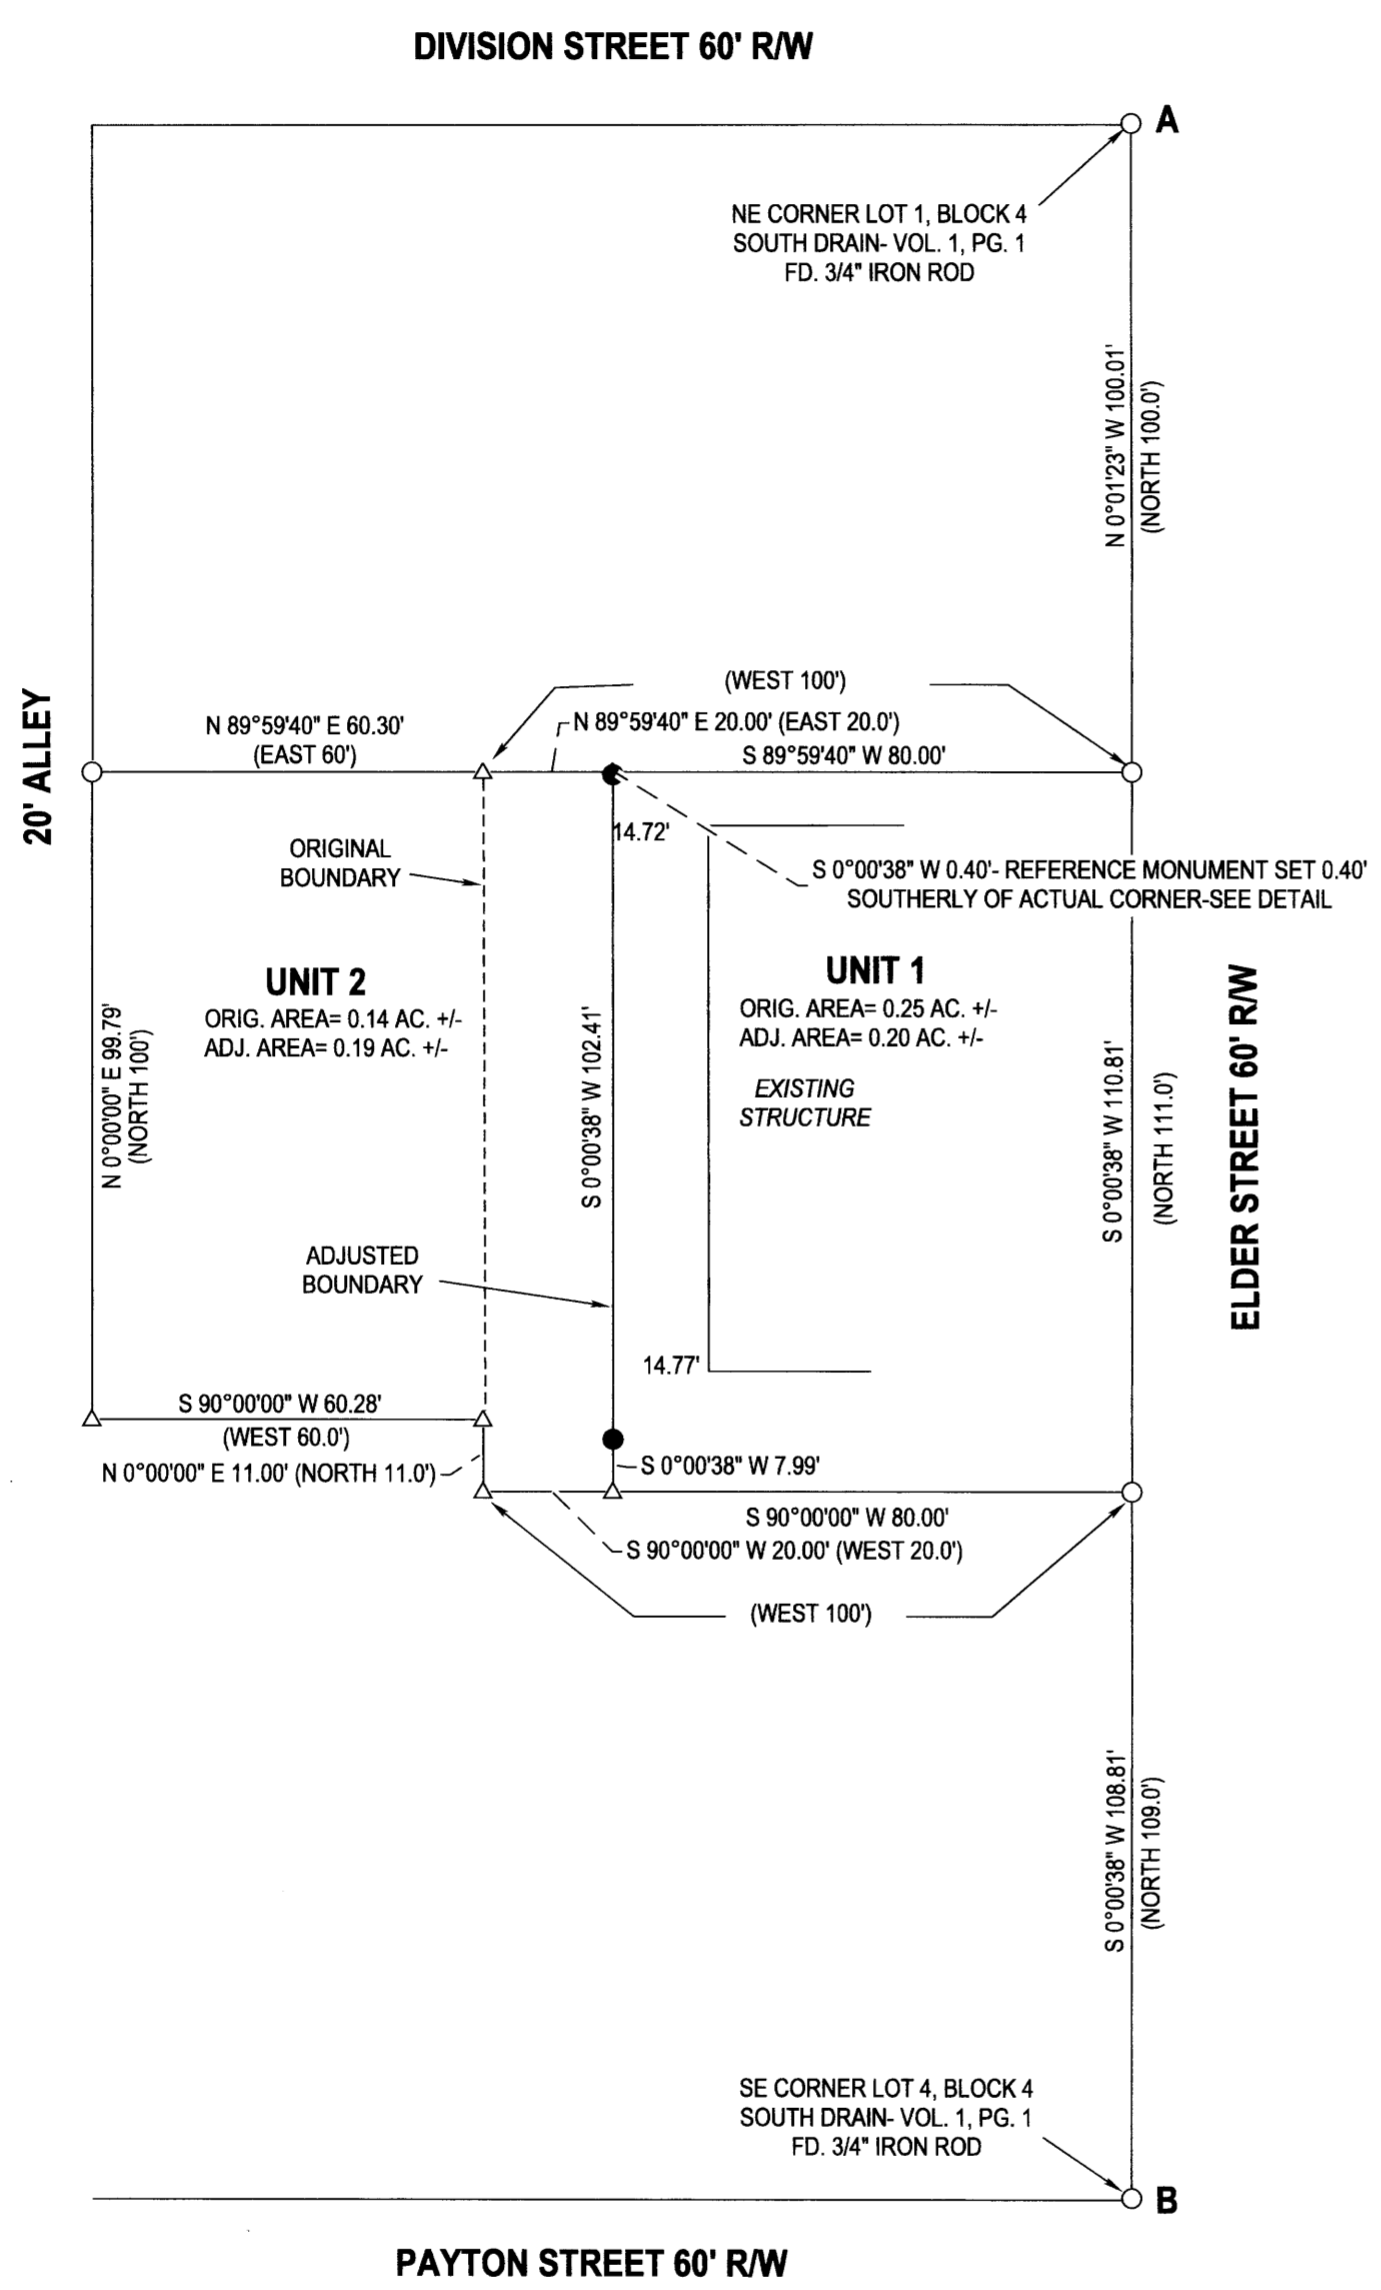 DIVISION STREET 60' R/W
A
NE CORNER LOT 1, BLOCK 4
SOUTH DRAIN- VOL. 1, PG. 1
FD. 3/4" IRON ROD
N 0°01'23" W 100.01'
(NORTH 100.0')
(WEST 100')
N 89°59'40" E 60.30'
(EAST 60')
N 89°59'40" E 20.00' (EAST 20.0')
S 89°59'40" W 80.00'
20' ALLEY
14.72'
ORIGINAL
BOUNDARY
S 0°00'38" W 0.40'- REFERENCE MONUMENT SET 0.40'
SOUTHERLY OF ACTUAL CORNER-SEE DETAIL
UNIT 2
ORIG. AREA= 0.14 AC. +/-
ADJ. AREA= 0.19 AC. +/-
UNIT 1
ORIG. AREA= 0.25 AC. +/-
ADJ. AREA= 0.20 AC. +/-
EXISTING
STRUCTURE
N 0°00'00" E 99.79'
(NORTH 100')
S 0°00'38" W 102.41'
S 0°00'38" W 110.81'
(NORTH 111.0')
ELDER STREET 60' R/W
ADJUSTED
BOUNDARY
14.77'
S 90°00'00" W 60.28'
(WEST 60.0')
N 0°00'00" E 11.00' (NORTH 11.0')
S 0°00'38" W 7.99'
S 90°00'00" W 80.00'
S 90°00'00" W 20.00' (WEST 20.0')
(WEST 100')
S 0°00'38" W 108.81'
(NORTH 109.0')
SE CORNER LOT 4, BLOCK 4
SOUTH DRAIN- VOL. 1, PG. 1
FD. 3/4" IRON ROD
B
PAYTON STREET 60' R/W